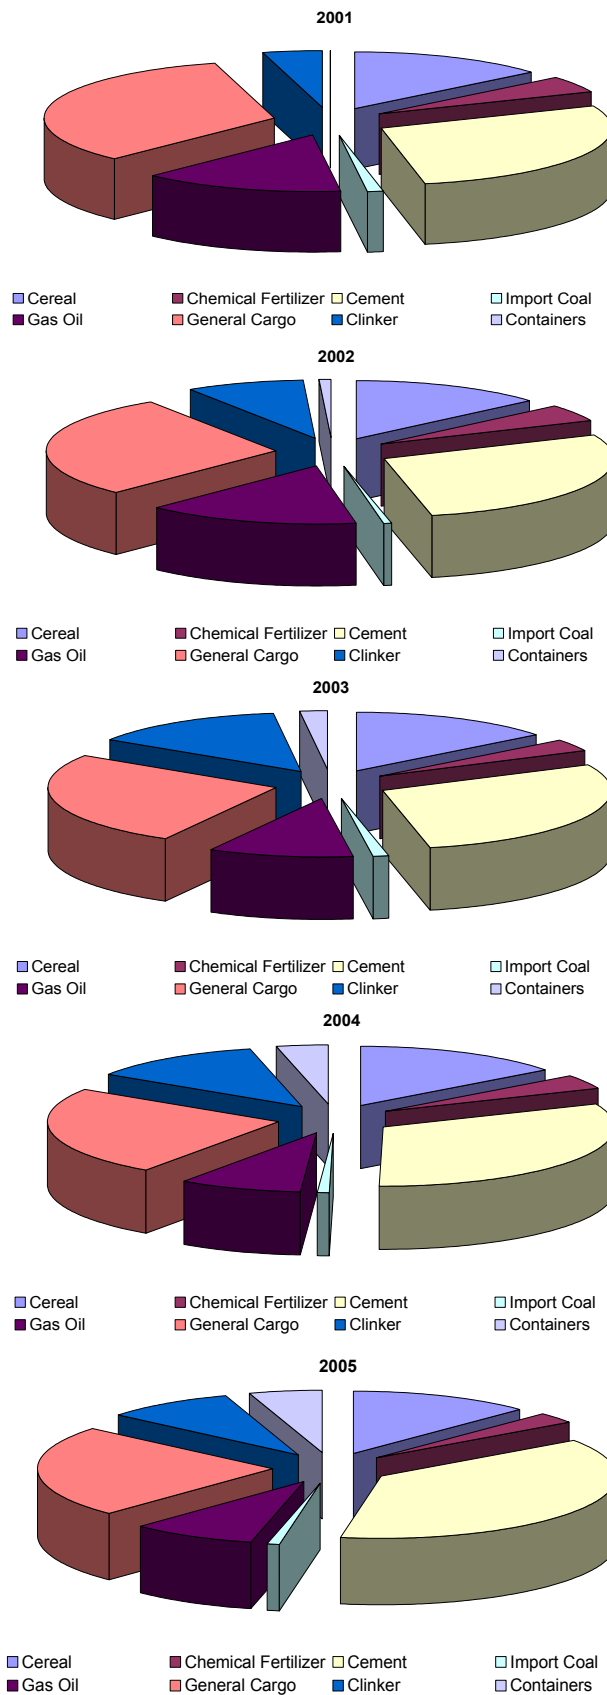 2001
Cereal Chemical Fertilizer Cement Import Coal
Gas Oil General Cargo Clinker Containers
2002
Cereal Chemical Fertilizer Cement Import Coal
Gas Oil General Cargo Clinker Containers
2003
Cereal Chemical Fertilizer Cement Import Coal
Gas Oil General Cargo Clinker Containers
2004
Cereal Chemical Fertilizer Cement Import Coal
Gas Oil General Cargo Clinker Containers
2005
Cereal Chemical Fertilizer Cement Import Coal
Gas Oil General Cargo Clinker Containers